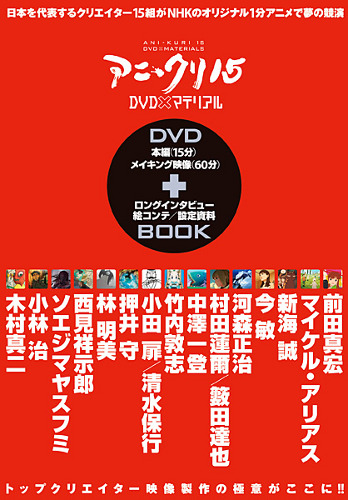 日本を代表するクリエイター15組がNHKのオリジナル1分アニメで夢の競演
ANI-KURI 15
DVD×MATERIALS
アニ*クリ15
DVD×マテリアル
DVD
本編(15分)
メイキング映像(60分)
+
ロングインタビュー
絵コンテ/設定資料
BOOK
前田真宏
マイケル・アリアス
新海 誠
今 敏
河森正治
村田蓮爾/籔田達也
中澤一登
竹内敦志
小田 扉/清水保行
押井 守
林 明美
西見祥示郎
ソエジマヤスフミ
小林 治
木村真二
トップクリエイター映像製作の極意がここに!!